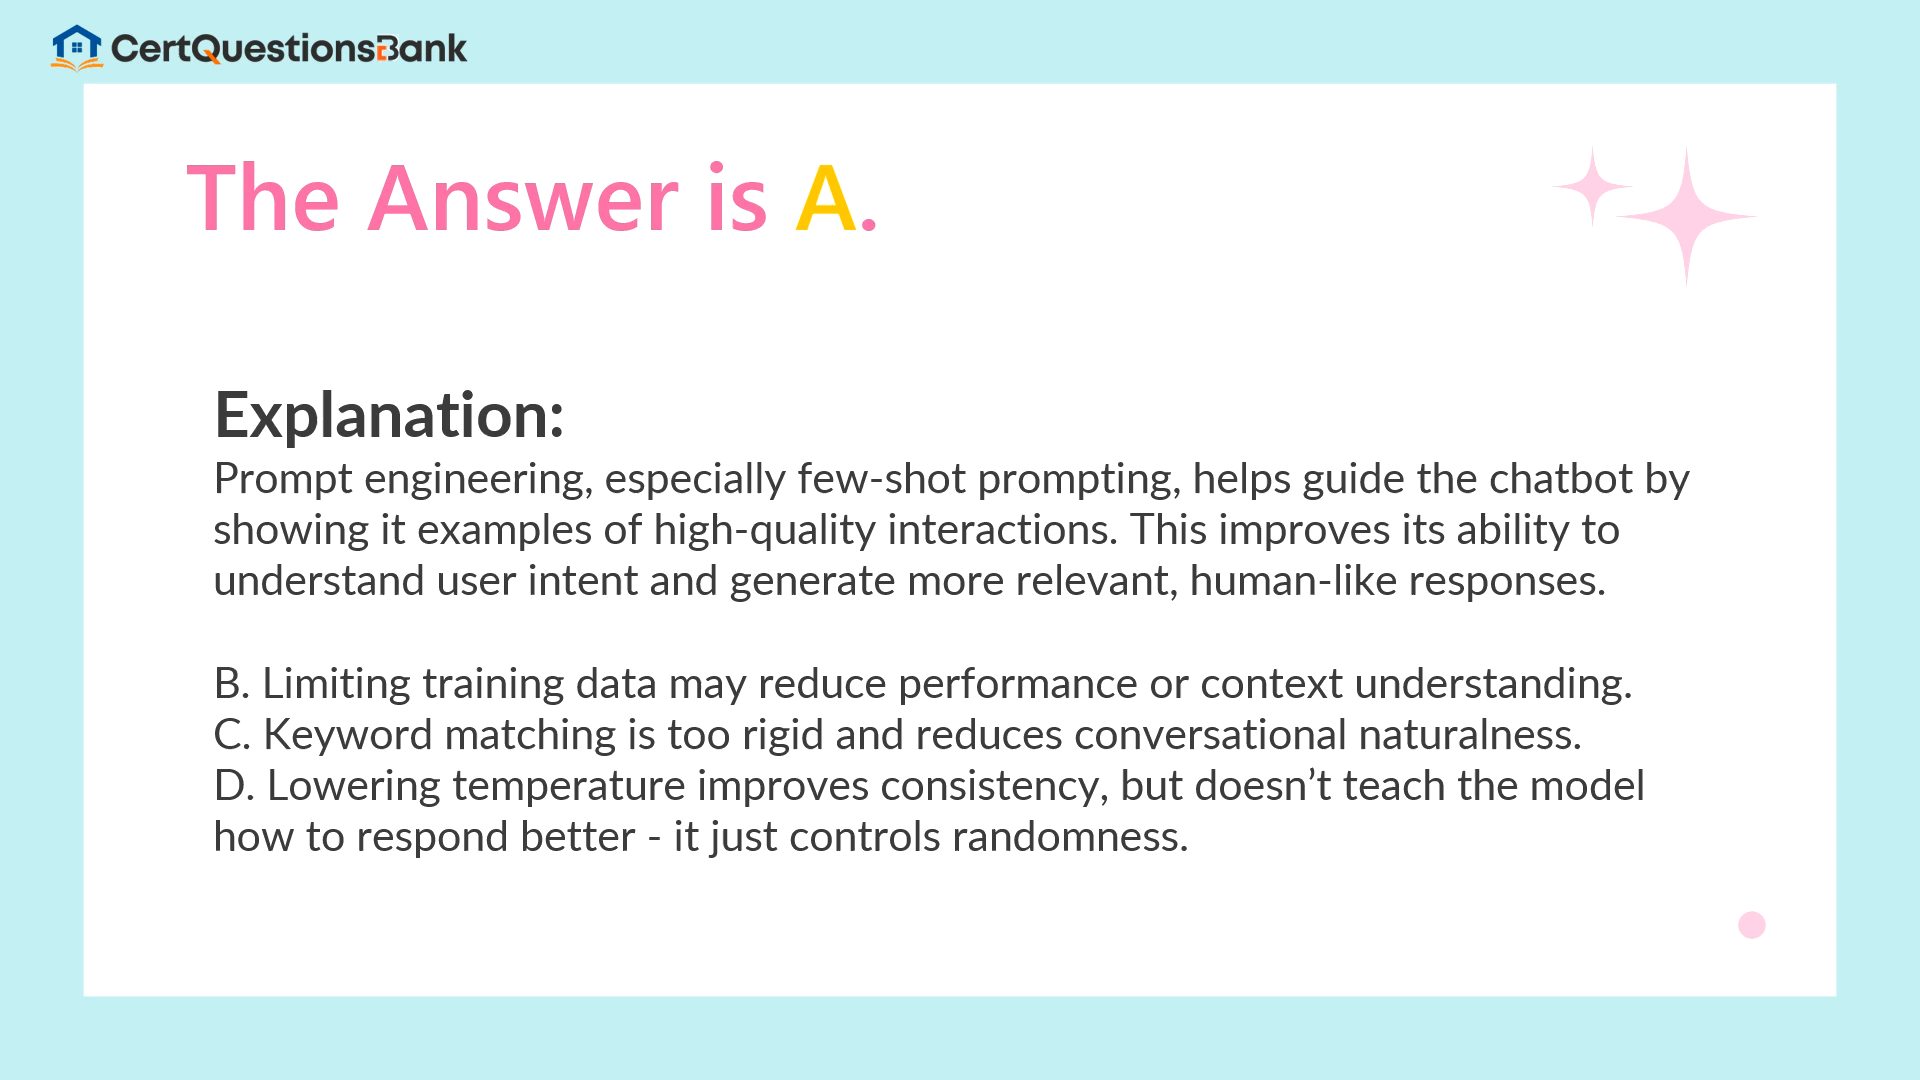 CertQuestionsBank
The Answer is A.
Explanation:
Prompt engineering, especially few-shot prompting, helps guide the chatbot by
showing it examples of high-quality interactions. This improves its ability to
understand user intent and generate more relevant, human-like responses.
B. Limiting training data may reduce performance or context understanding.
C. Keyword matching is too rigid and reduces conversational naturalness.
D. Lowering temperature improves consistency, but doesn’t teach the model
how to respond better - it just controls randomness.